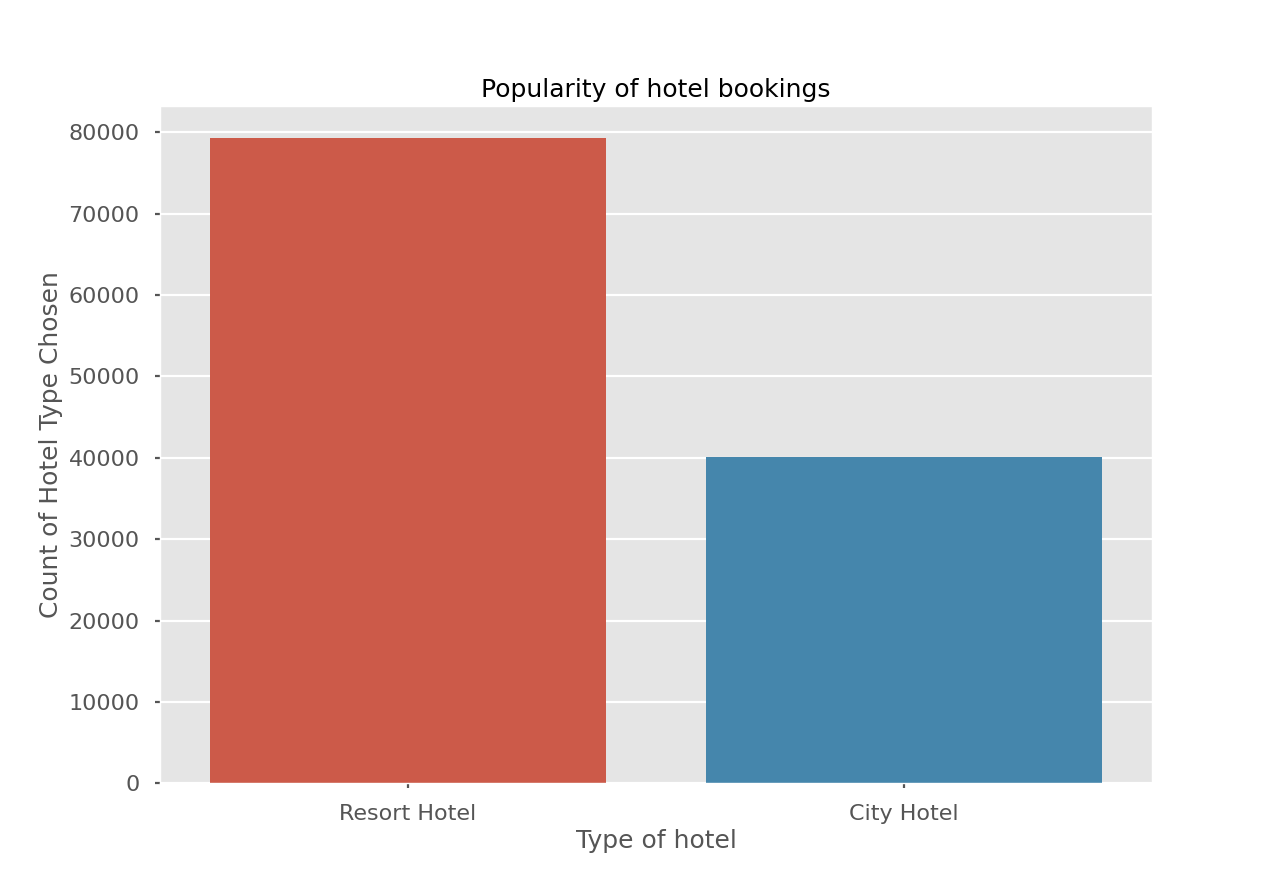 Popularity of hotel bookings
80000
70000
60000
50000
40000
30000
20000
10000
0
Count of Hotel Type Chosen
Resort Hotel
City Hotel
Type of hotel